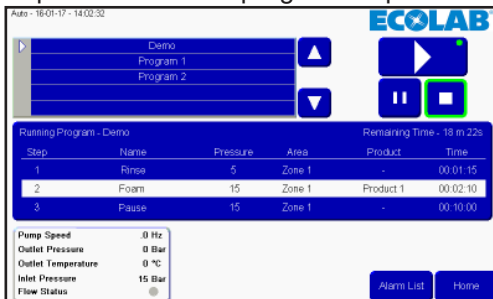 Auto - 16-01-17 - 14:02:32
ECOLAB
Demo
Program 1
Program 2
Running Program - Demo Remaining Time - 18 m 22s
Step Name Pressure Area Product Time
1 Rinse 5 Zone 1 - 00:01:15
2 Foam 15 Zone 1 Product 1 00:02:10
3 Pause 15 Zone 1 - 00:10:00
Pump Speed .0 Hz
Outlet Pressure 0 Bar
Outlet Temperature 0 °C
Inlet Pressure 15 Bar
Flow Status
Alarm List Home